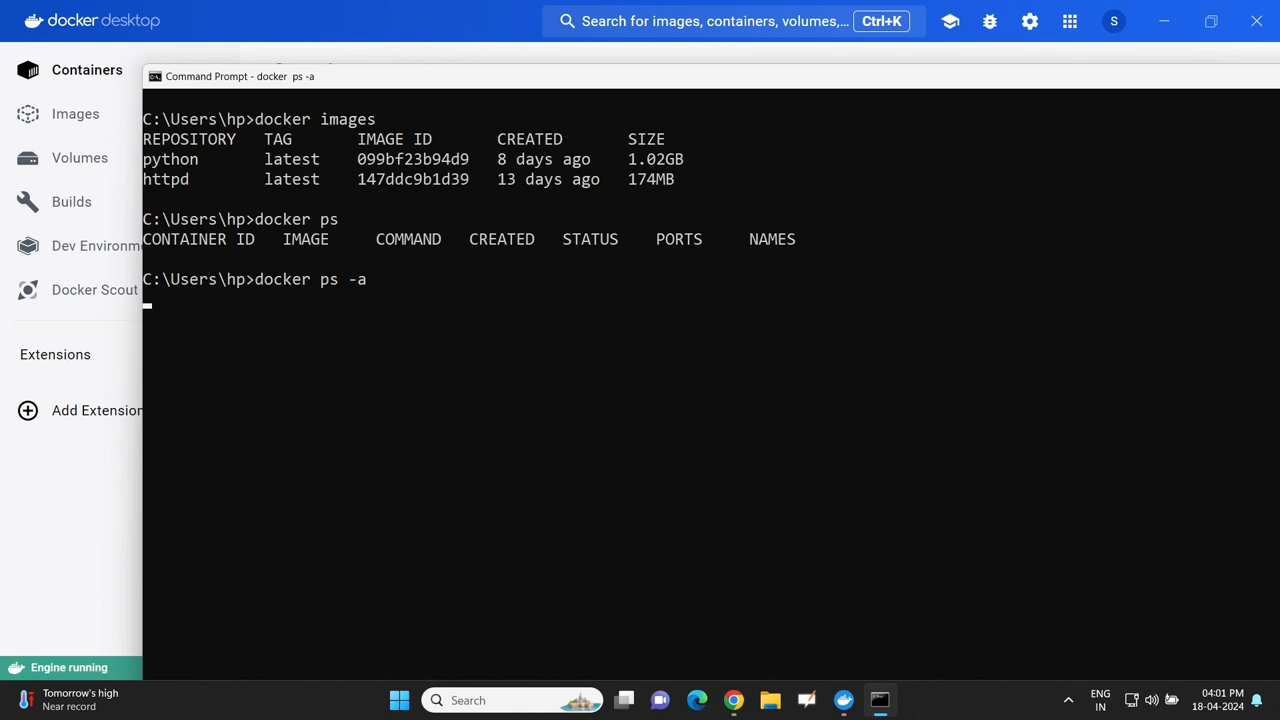 docker desktop
Search for images, containers, volumes,... Ctrl+K
S
Containers
Images
Volumes
Builds
Dev Environm
Docker Scout
Extensions
Add Extension
Command Prompt - docker  ps -a
C:\Users\hp>docker images
REPOSITORY   TAG       IMAGE ID       CREATED       SIZE
python       latest    099bf23b94d9   8 days ago    1.02GB
httpd        latest    147ddc9b1d39   13 days ago   174MB
C:\Users\hp>docker ps
CONTAINER ID   IMAGE     COMMAND   CREATED   STATUS    PORTS     NAMES
C:\Users\hp>docker ps -a
Engine running
Tomorrow's high
Near record
Search
ENG
IN
04:01 PM
18-04-2024